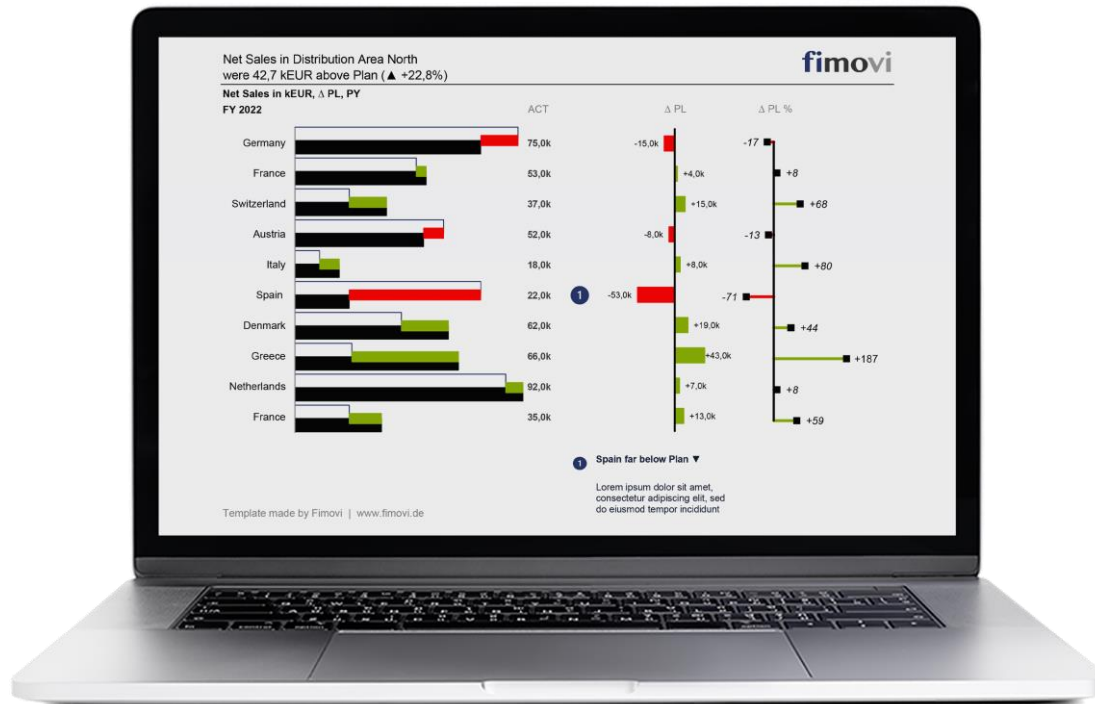 Net Sales in Distribution Area North
were 42,7 kEUR above Plan (▲ +22,8%)
fimovi
Net Sales in kEUR, Δ PL, PY
FY 2022 ACT Δ PL Δ PL %
Germany 75,0k -15,0k -17
France 53,0k +4,0k +8
Switzerland 37,0k +15,0k +68
Austria 52,0k -8,0k -13
Italy 18,0k +8,0k +80
Spain 22,0k 1 -53,0k -71
Denmark 62,0k +19,0k +44
Greece 66,0k +43,0k +187
Netherlands 92,0k +7,0k +8
France 35,0k +13,0k +59
1 Spain far below Plan ▼
Lorem ipsum dolor sit amet,
consectetur adipiscing elit, sed
do eiusmod tempor incididunt
Template made by Fimovi | www.fimovi.de